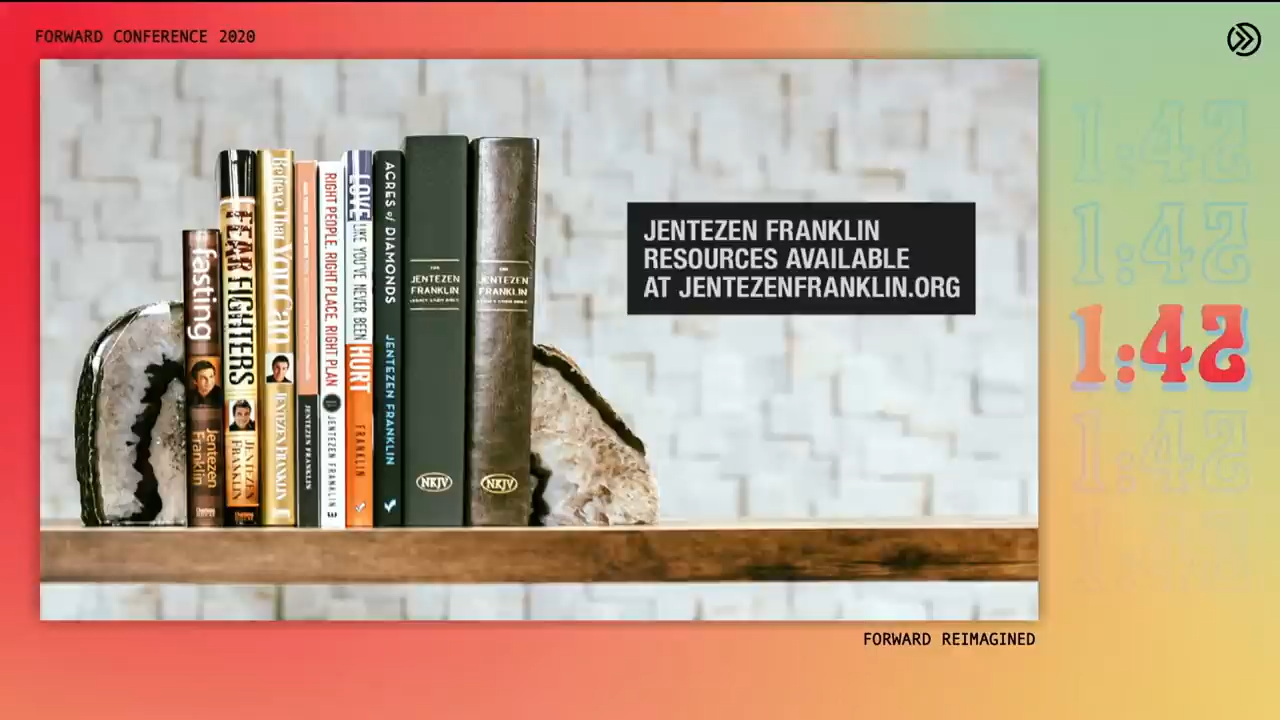 FORWARD CONFERENCE 2020
1:42
1:42
1:42
1:42
JENTEZEN FRANKLIN
RESOURCES AVAILABLE
AT JENTEZENFRANKLIN.ORG
fasting
Jentezen
Franklin
FEAR FIGHTERS
JENTEZEN
FRANKLIN
Believe That You Can
JENTEZEN FRANKLIN
JENTEZEN FRANKLIN
RIGHT PEOPLE. RIGHT PLACE. RIGHT PLAN
JENTEZEN FRANKLIN
LOVE LIKE YOU'VE NEVER BEEN HURT
FRANKLIN
ACRES of DIAMONDS
JENTEZEN FRANKLIN
JENTEZEN
FRANKLIN
NKJV
JENTEZEN
FRANKLIN
NKJV
FORWARD REIMAGINED